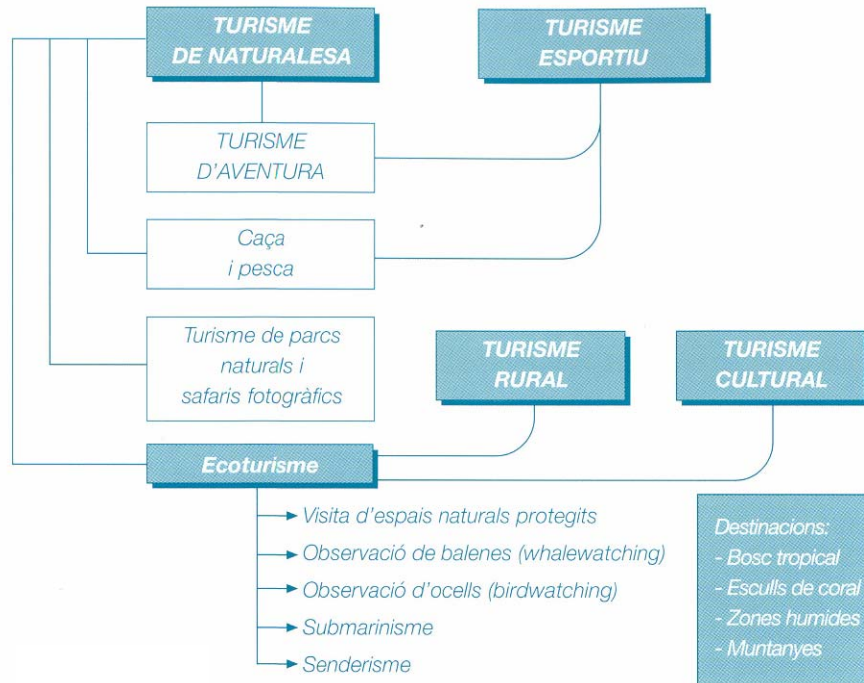 TURISME
DE NATURALESA
TURISME
ESPORTIU
TURISME
D'AVENTURA
Caça
i pesca
Turisme de parcs
naturals i
safaris fotogràfics
TURISME
RURAL
TURISME
CULTURAL
Ecoturisme
Visita d'espais naturals protegits
Observació de balenes (whalewatching)
Observació d'ocells (birdwatching)
Submarinisme
Senderisme
Destinacions:
- Bosc tropical
- Esculls de coral
- Zones humides
- Muntanyes